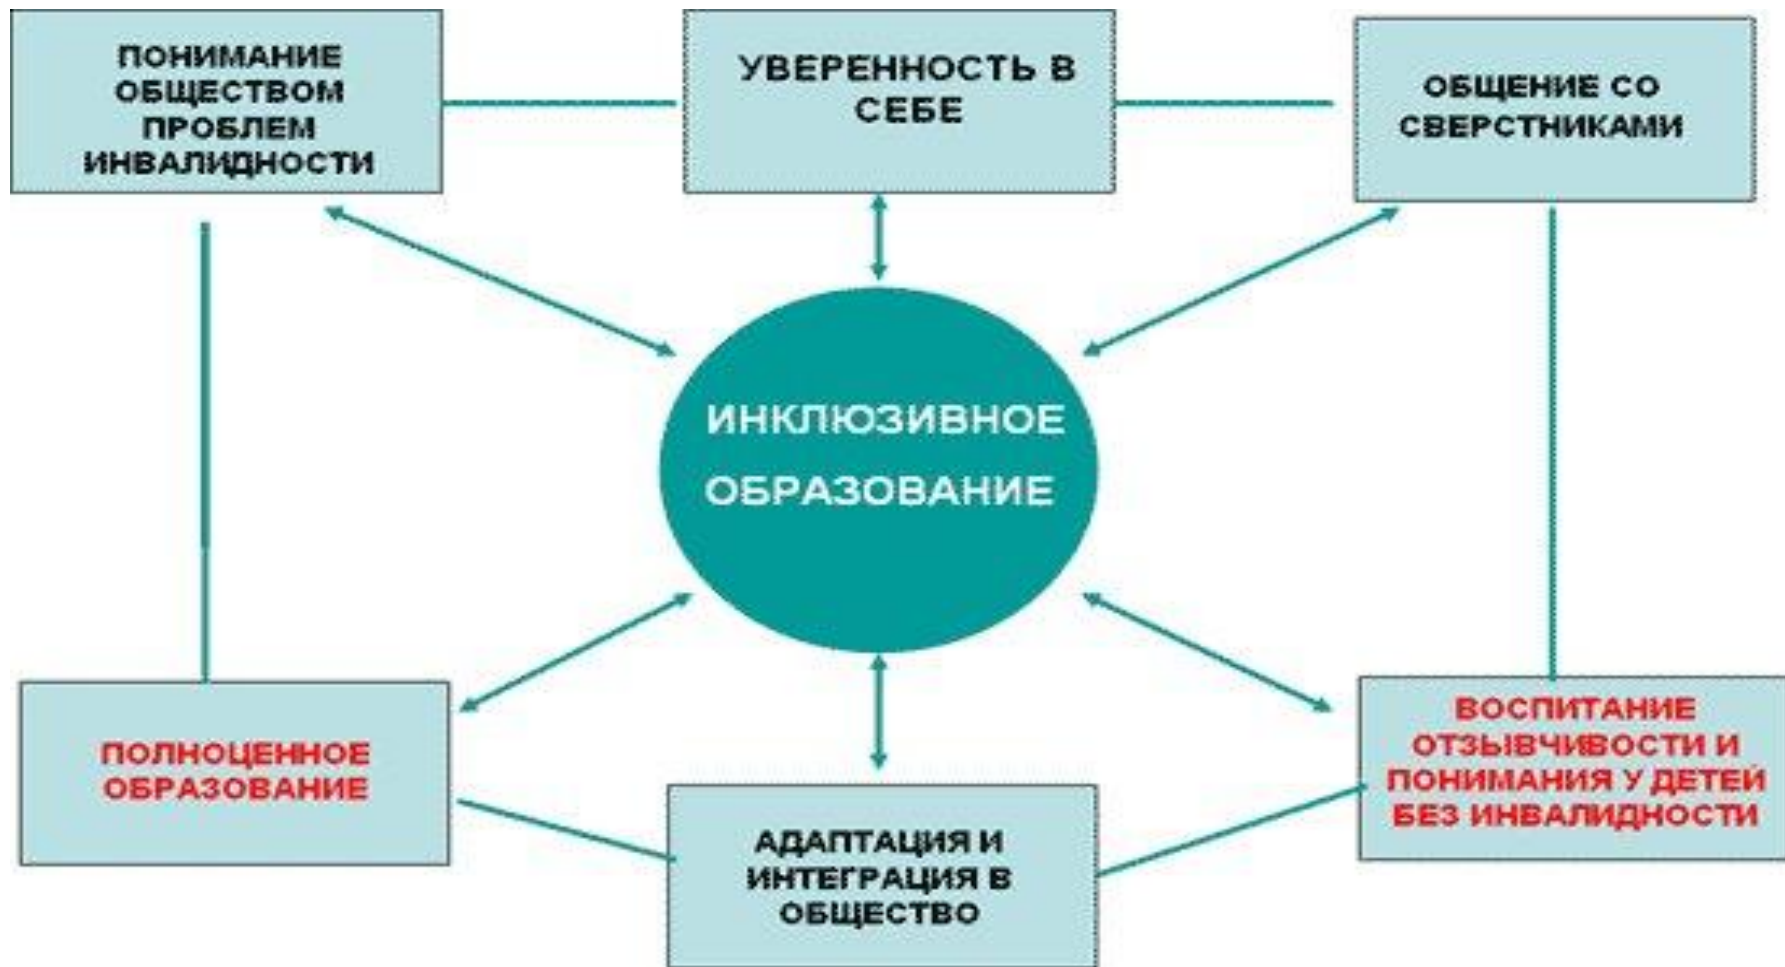 ПОНИМАНИЕ
ОБЩЕСТВОМ
ПРОБЛЕМ
ИНВАЛИДНОСТИ
УВЕРЕННОСТЬ В
СЕБЕ
ОБЩЕНИЕ СО
СВЕРСТНИКАМИ
ИНКЛЮЗИВНОЕ
ОБРАЗОВАНИЕ
ПОЛНОЦЕННОЕ
ОБРАЗОВАНИЕ
АДАПТАЦИЯ И
ИНТЕГРАЦИЯ В
ОБЩЕСТВО
ВОСПИТАНИЕ
ОТЗЫВЧИВОСТИ И
ПОНИМАНИЯ У ДЕТЕЙ
БЕЗ ИНВАЛИДНОСТИ